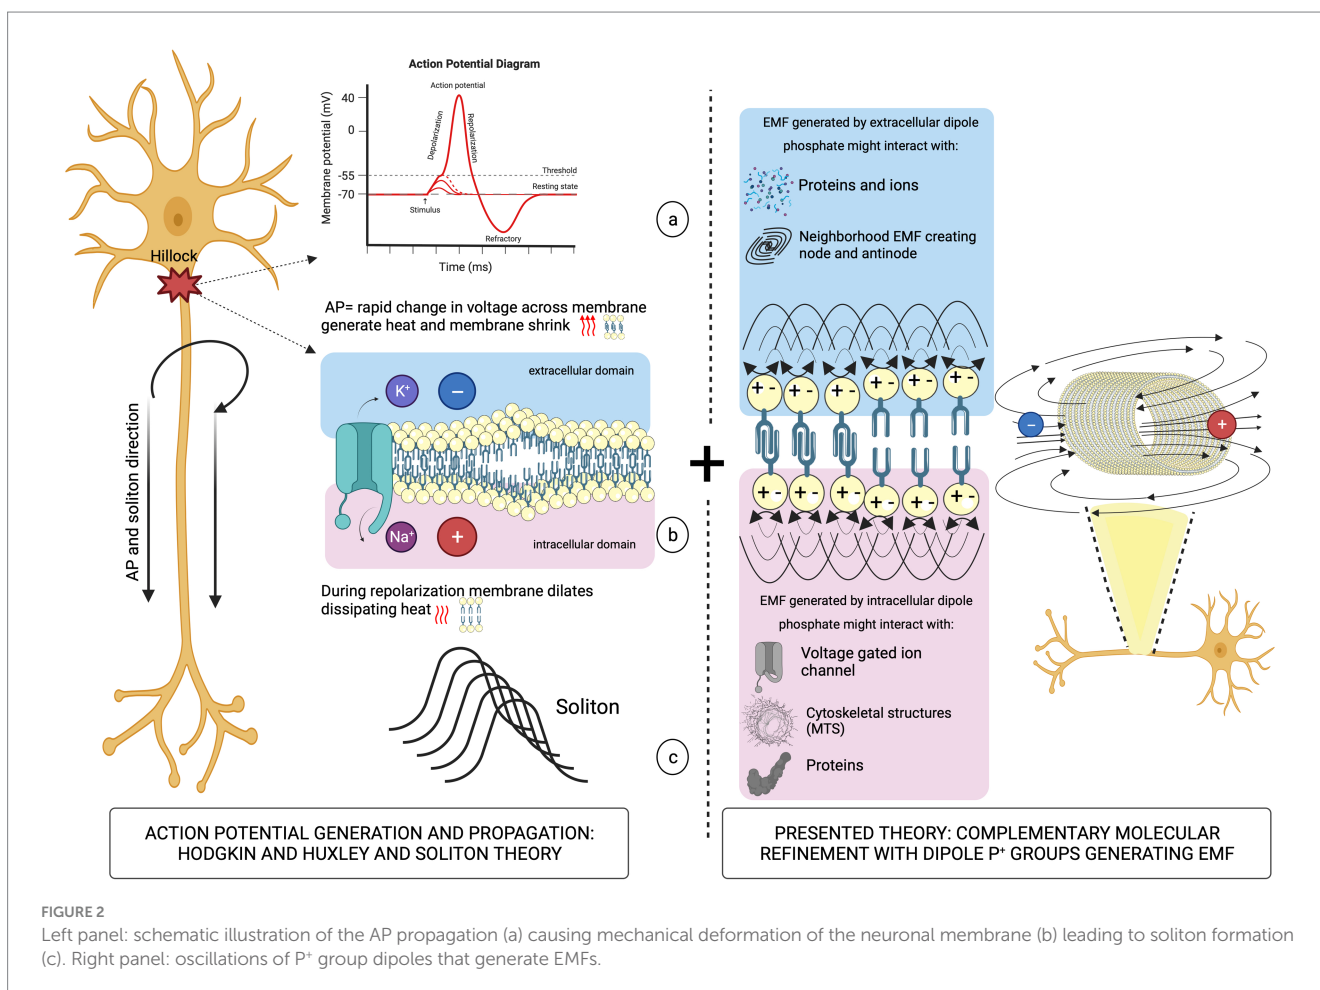 Action Potential Diagram
Action potential
Membrane potential (mV)
40
0
-55
-70
Depolarization
Repolarization
Threshold
Resting state
↑
Stimulus
Refractory
Time (ms)
Hillock
a
AP= rapid change in voltage across membrane
generate heat and membrane shrink
extracellular domain
K+
−
Na+
+
intracellular domain
b
AP and soliton direction
During repolarization membrane dilates
dissipating heat
Soliton
c
ACTION POTENTIAL GENERATION AND PROPAGATION:
HODGKIN AND HUXLEY AND SOLITON THEORY
+
EMF generated by extracellular dipole
phosphate might interact with:
Proteins and ions
Neighborhood EMF creating
node and antinode
+ - + - + - + - + - + -
+ - + - + - + - + - + -
EMF generated by intracellular dipole
phosphate might interact with:
Voltage gated ion
channel
Cytoskeletal structures
(MTS)
Proteins
− +
PRESENTED THEORY: COMPLEMENTARY MOLECULAR
REFINEMENT WITH DIPOLE P+ GROUPS GENERATING EMF
FIGURE 2
Left panel: schematic illustration of the AP propagation (a) causing mechanical deformation of the neuronal membrane (b) leading to soliton formation
(c). Right panel: oscillations of P+ group dipoles that generate EMFs.